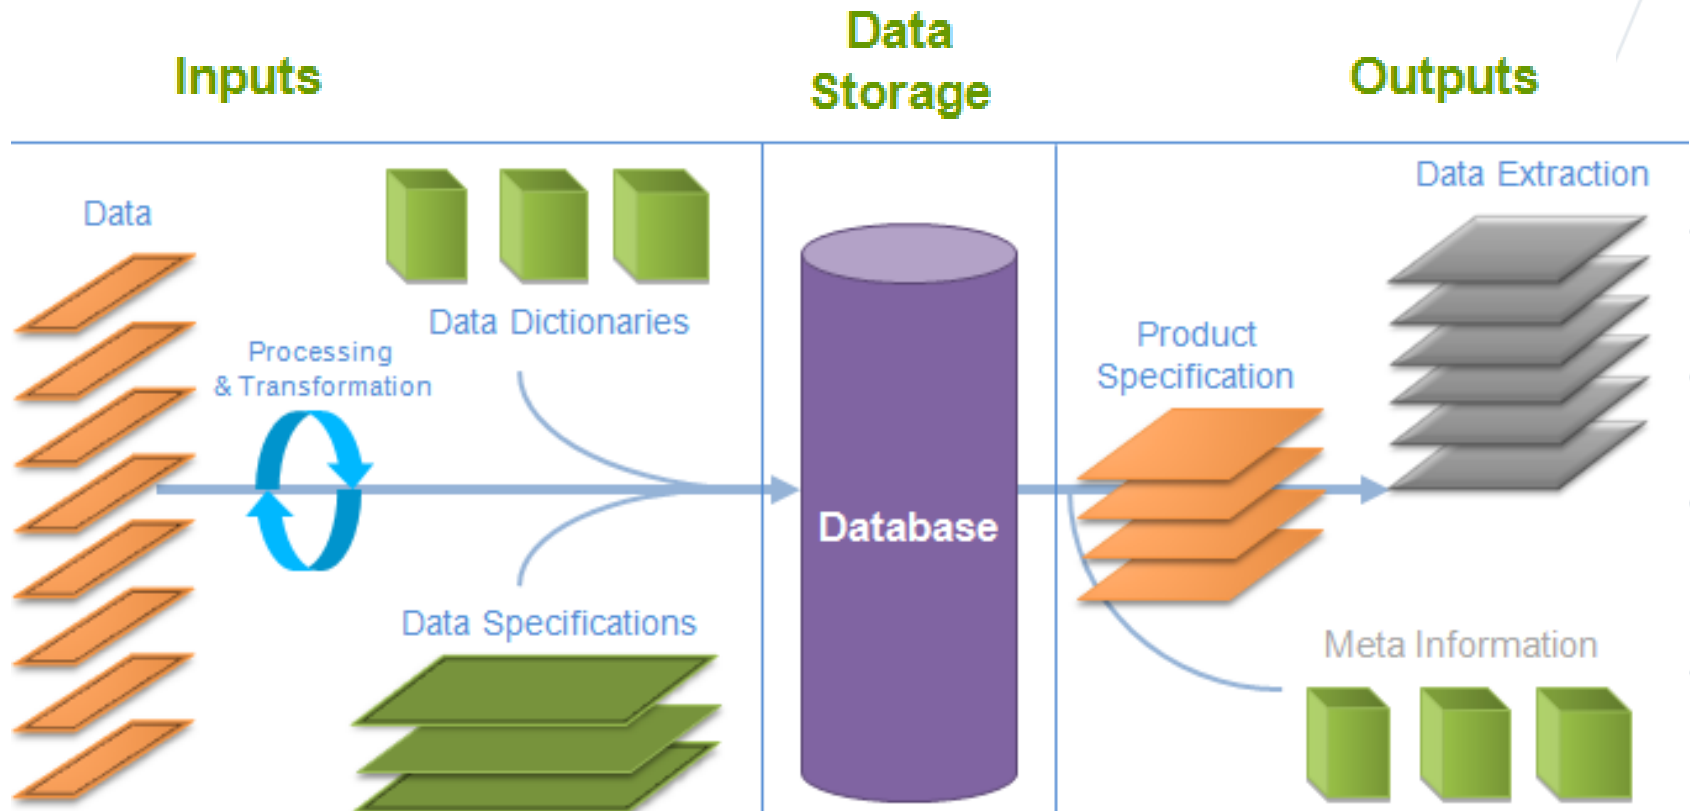 Inputs
Data
Storage
Outputs
Data
Data Dictionaries
Processing
& Transformation
Data Specifications
Database
Data Extraction
Product
Specification
Meta Information